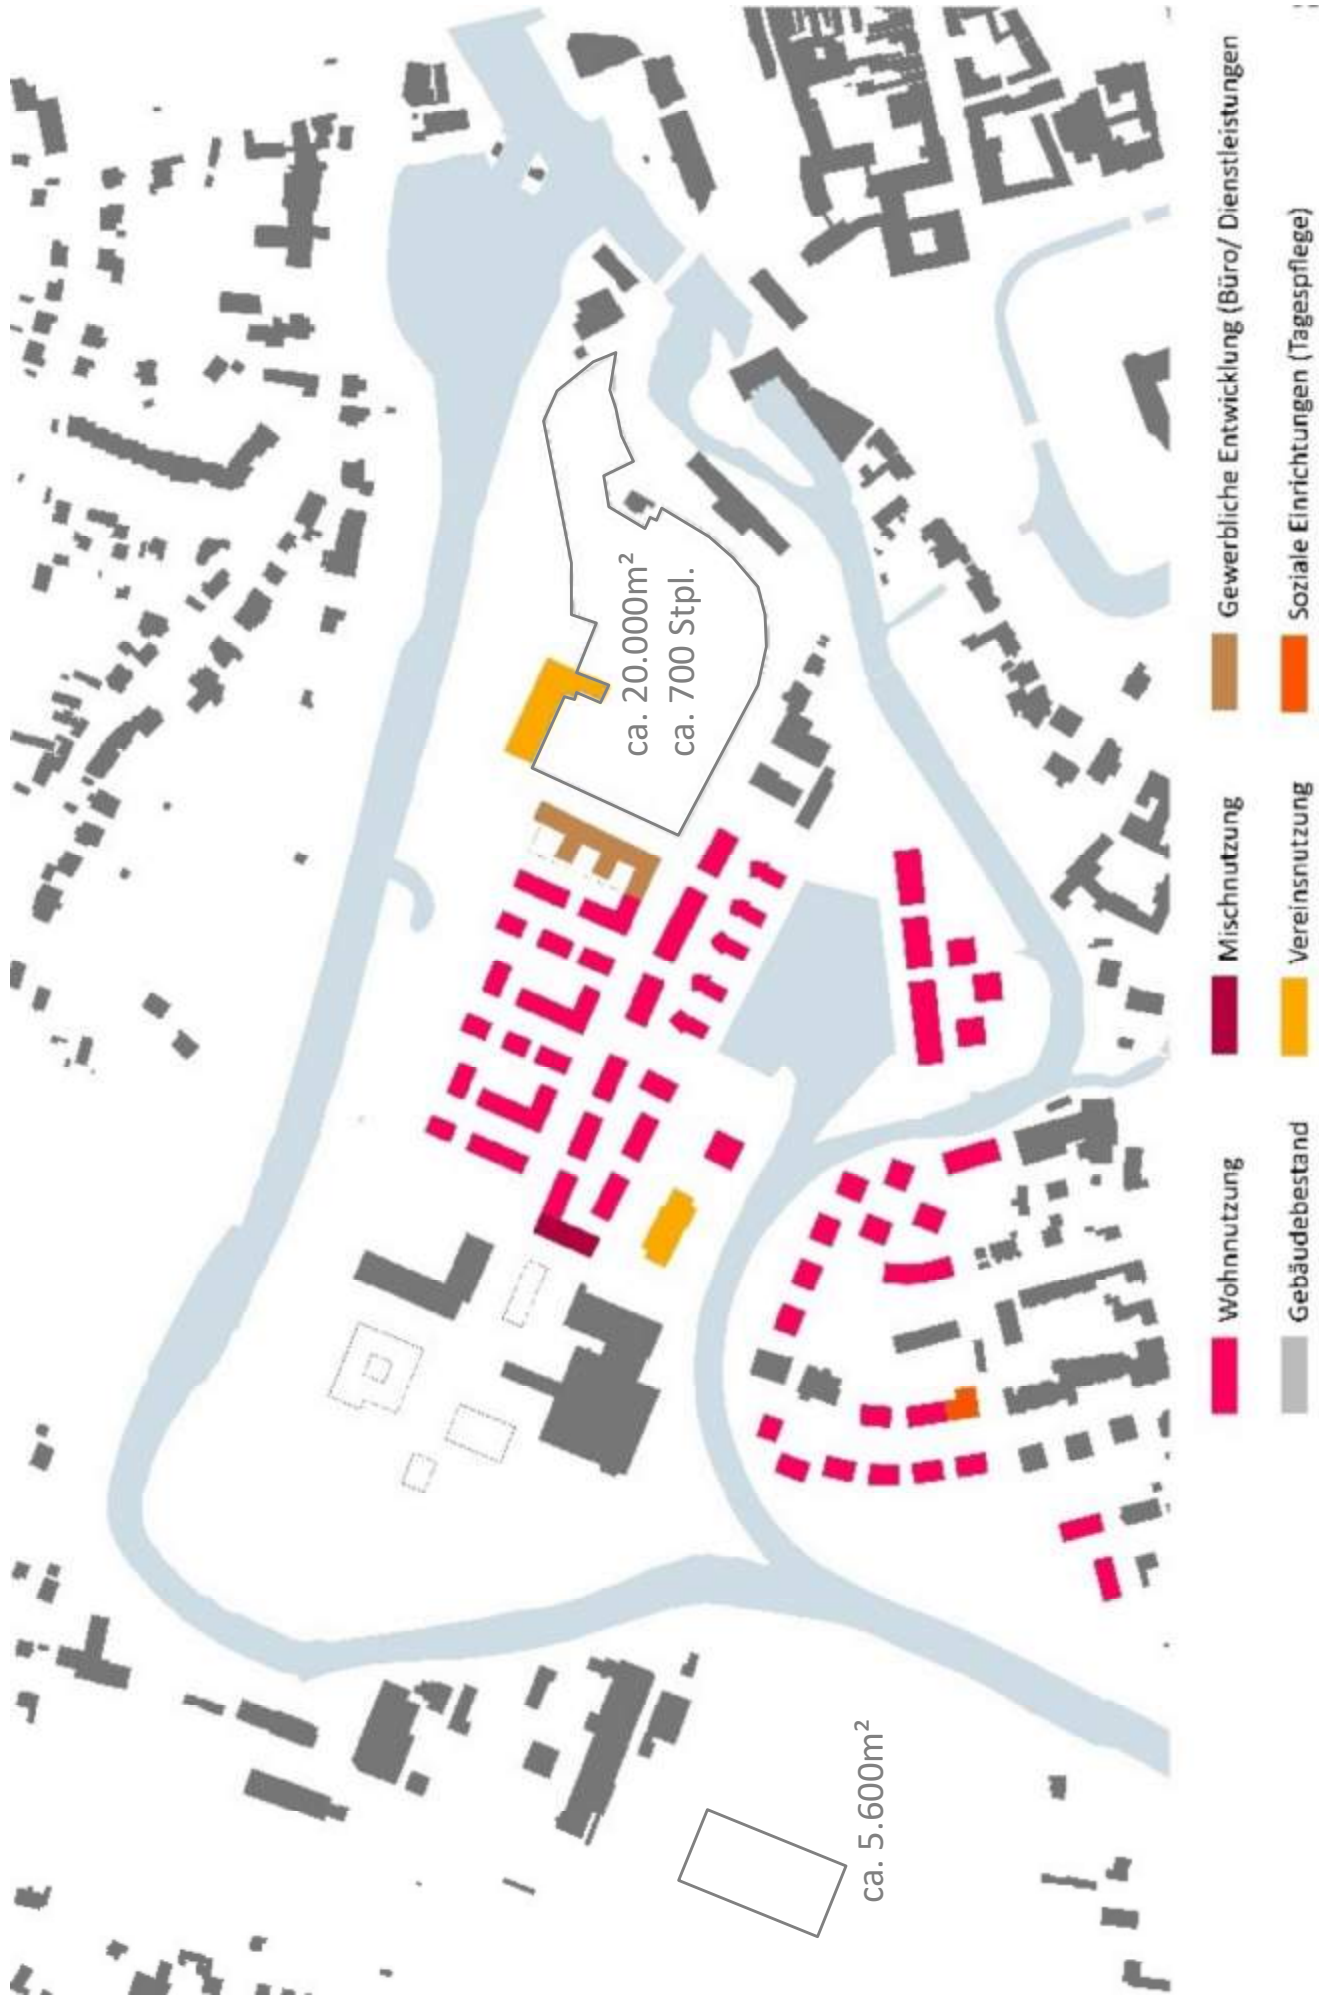 ca. 20.000m²
ca. 700 Stpl.
ca. 5.600m²
Wohnnutzung
Mischnutzung
Gewerbliche Entwicklung (Büro/ Dienstleistungen
Gebäudebestand
Vereinsnutzung
Soziale Einrichtungen (Tagespflege)